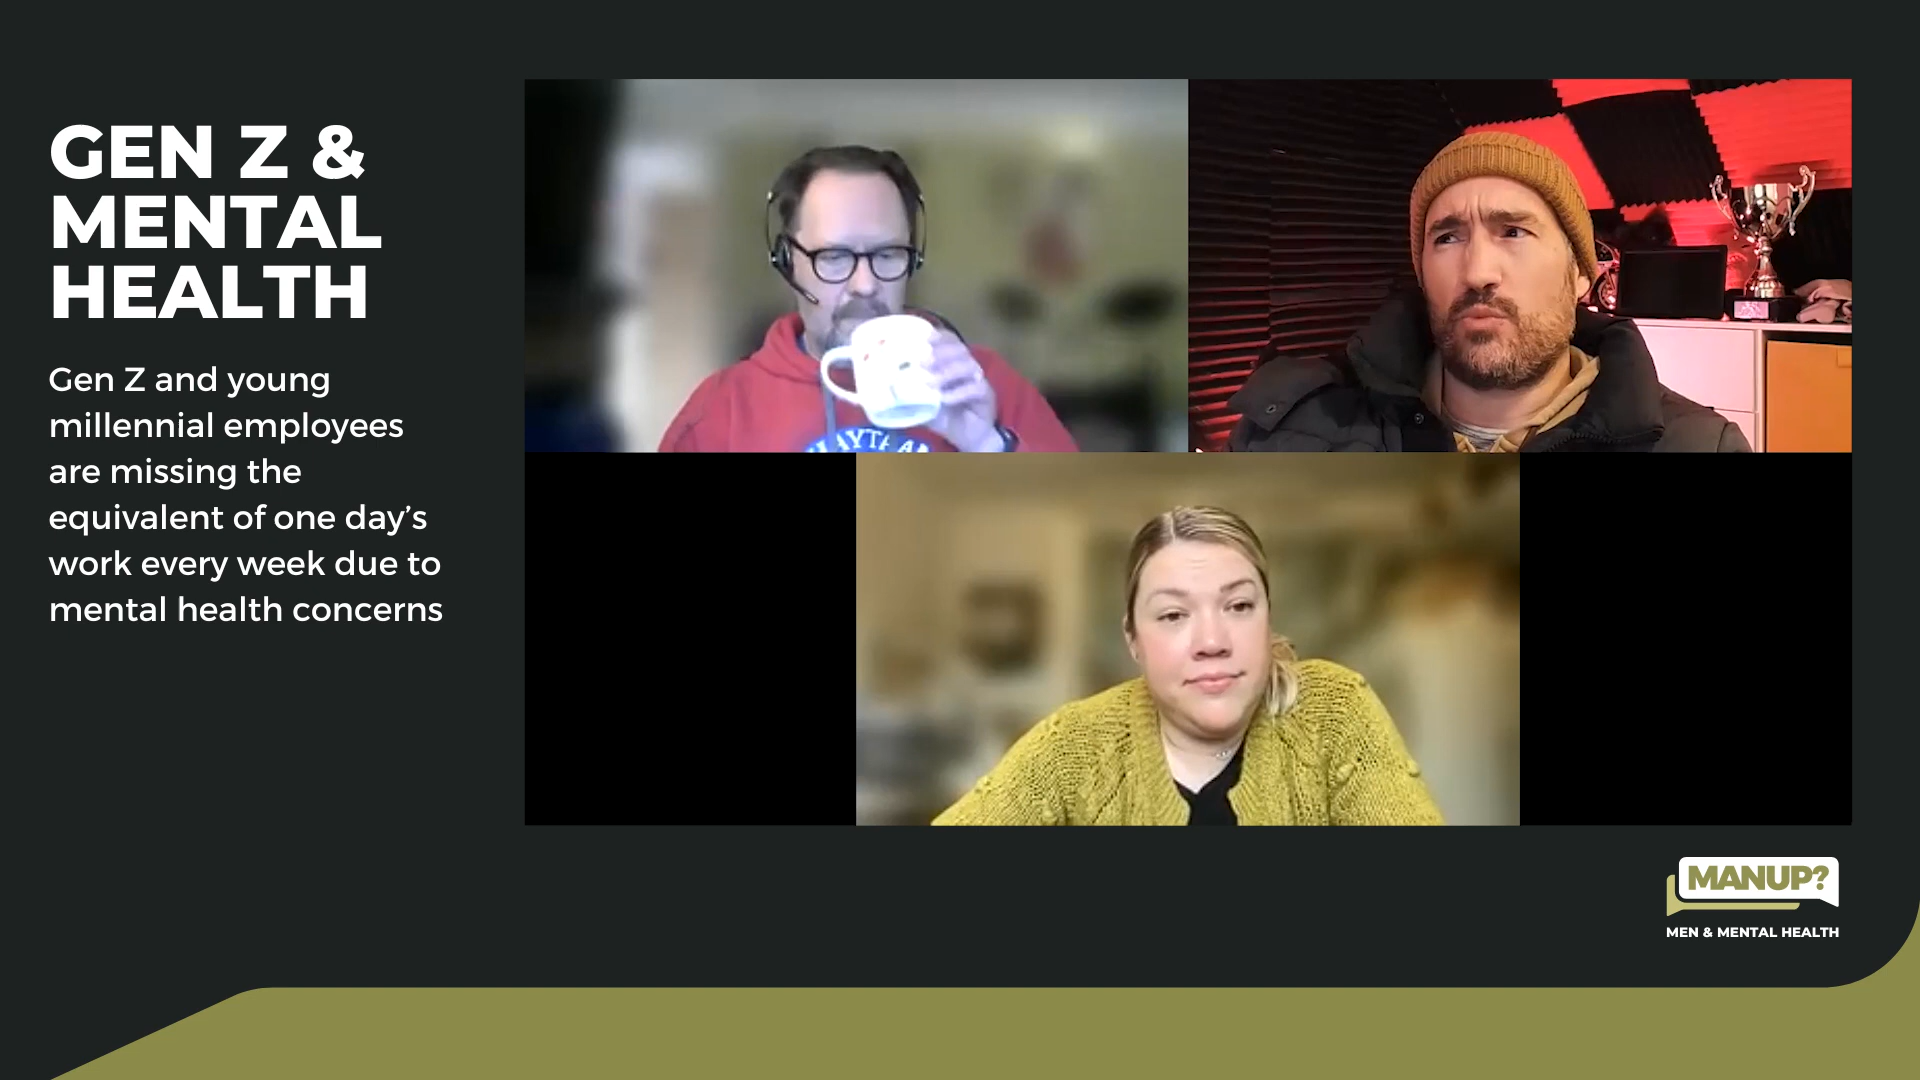 GEN Z &
MENTAL
HEALTH
Gen Z and young
millennial employees
are missing the
equivalent of one day’s
work every week due to
mental health concerns
MANUP?
MEN & MENTAL HEALTH